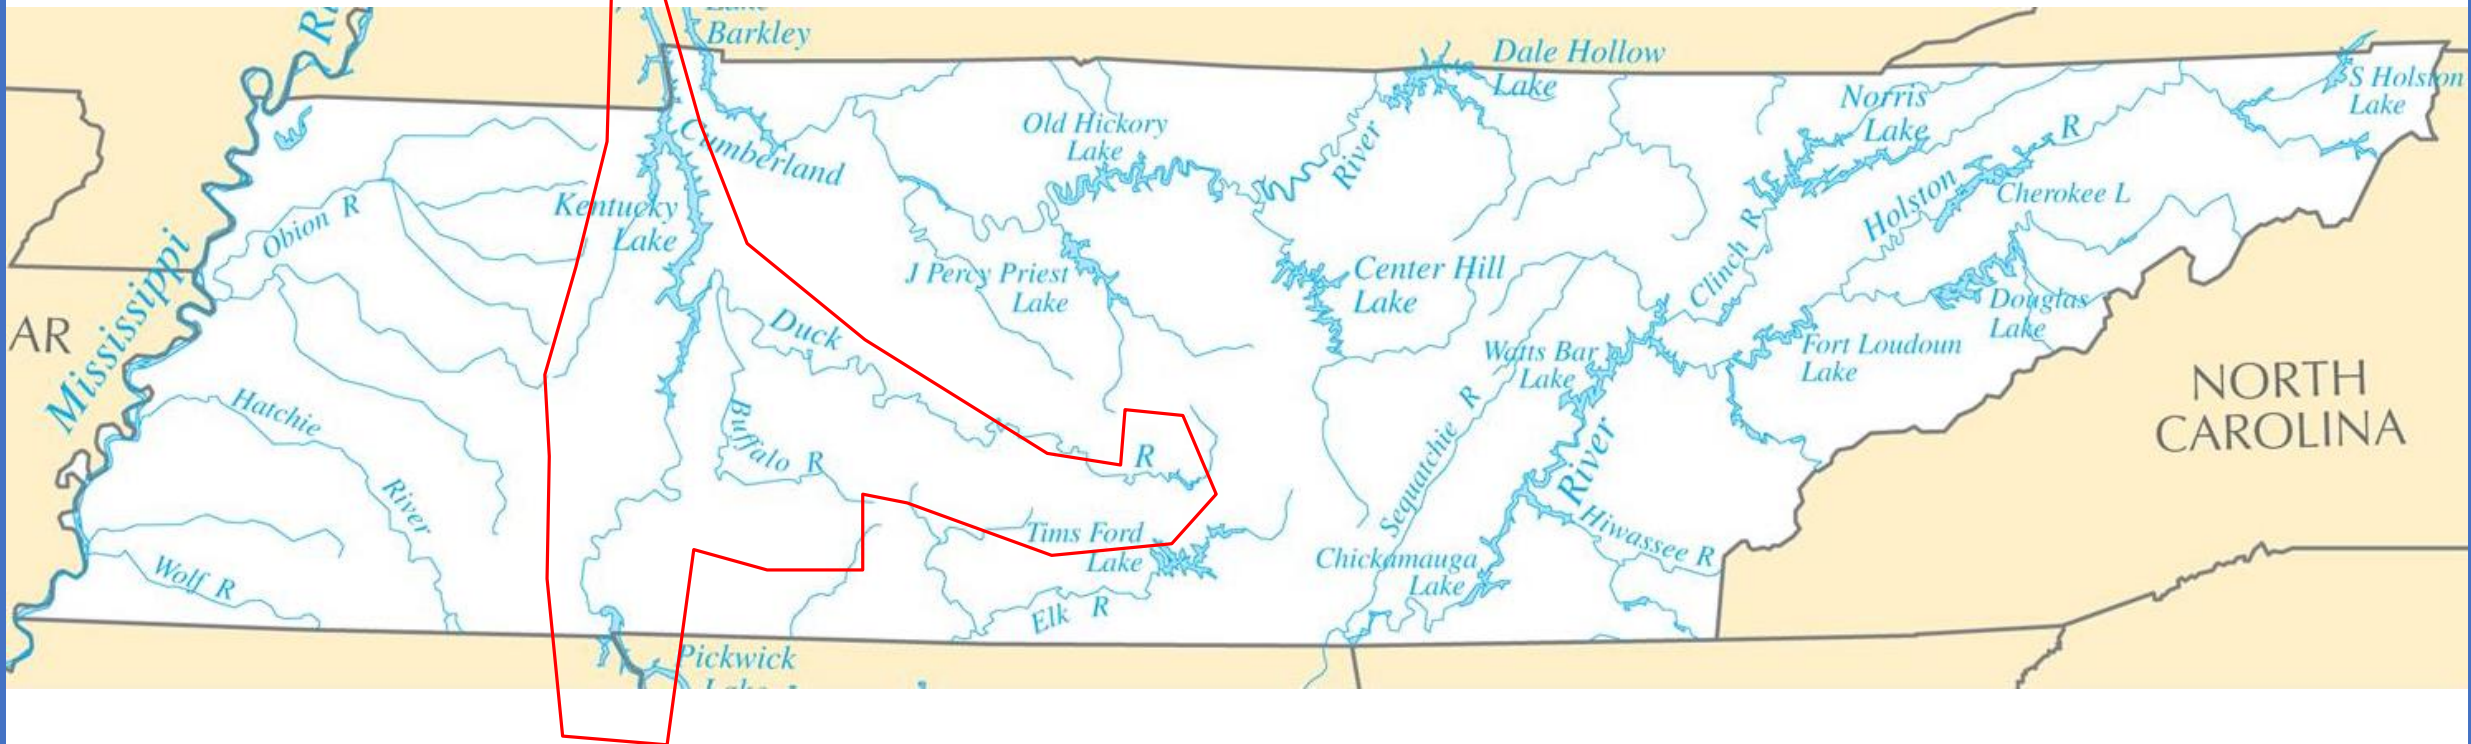 Barkley
Dale Hollow
Lake
S Holston
Lake
Norris
Lake
Old Hickory
Lake
R
River
Cumberland
Holston
Cherokee L
Kentucky
Lake
Obion R
Mississippi
Clinch R
J Percy Priest
Lake
Center Hill
Lake
Douglas
Lake
AR
Duck
Watts Bar
Lake
Fort Loudoun
Lake
NORTH
CAROLINA
Hatchie
River
Buffalo R
R
Sequatchie R
River
Tims Ford
Lake
Hiwassee R
Chickamauga
Lake
Wolf R
Elk R
Pickwick